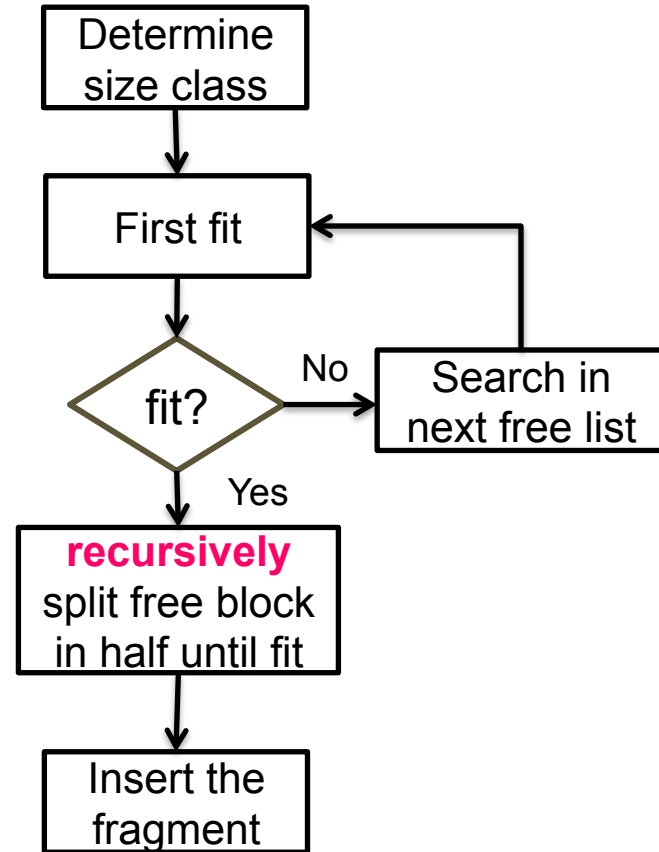 Determine
size class
First fit
fit?
No
Search in
next free list
Yes
recursively
split free block
in half until fit
Insert the
fragment